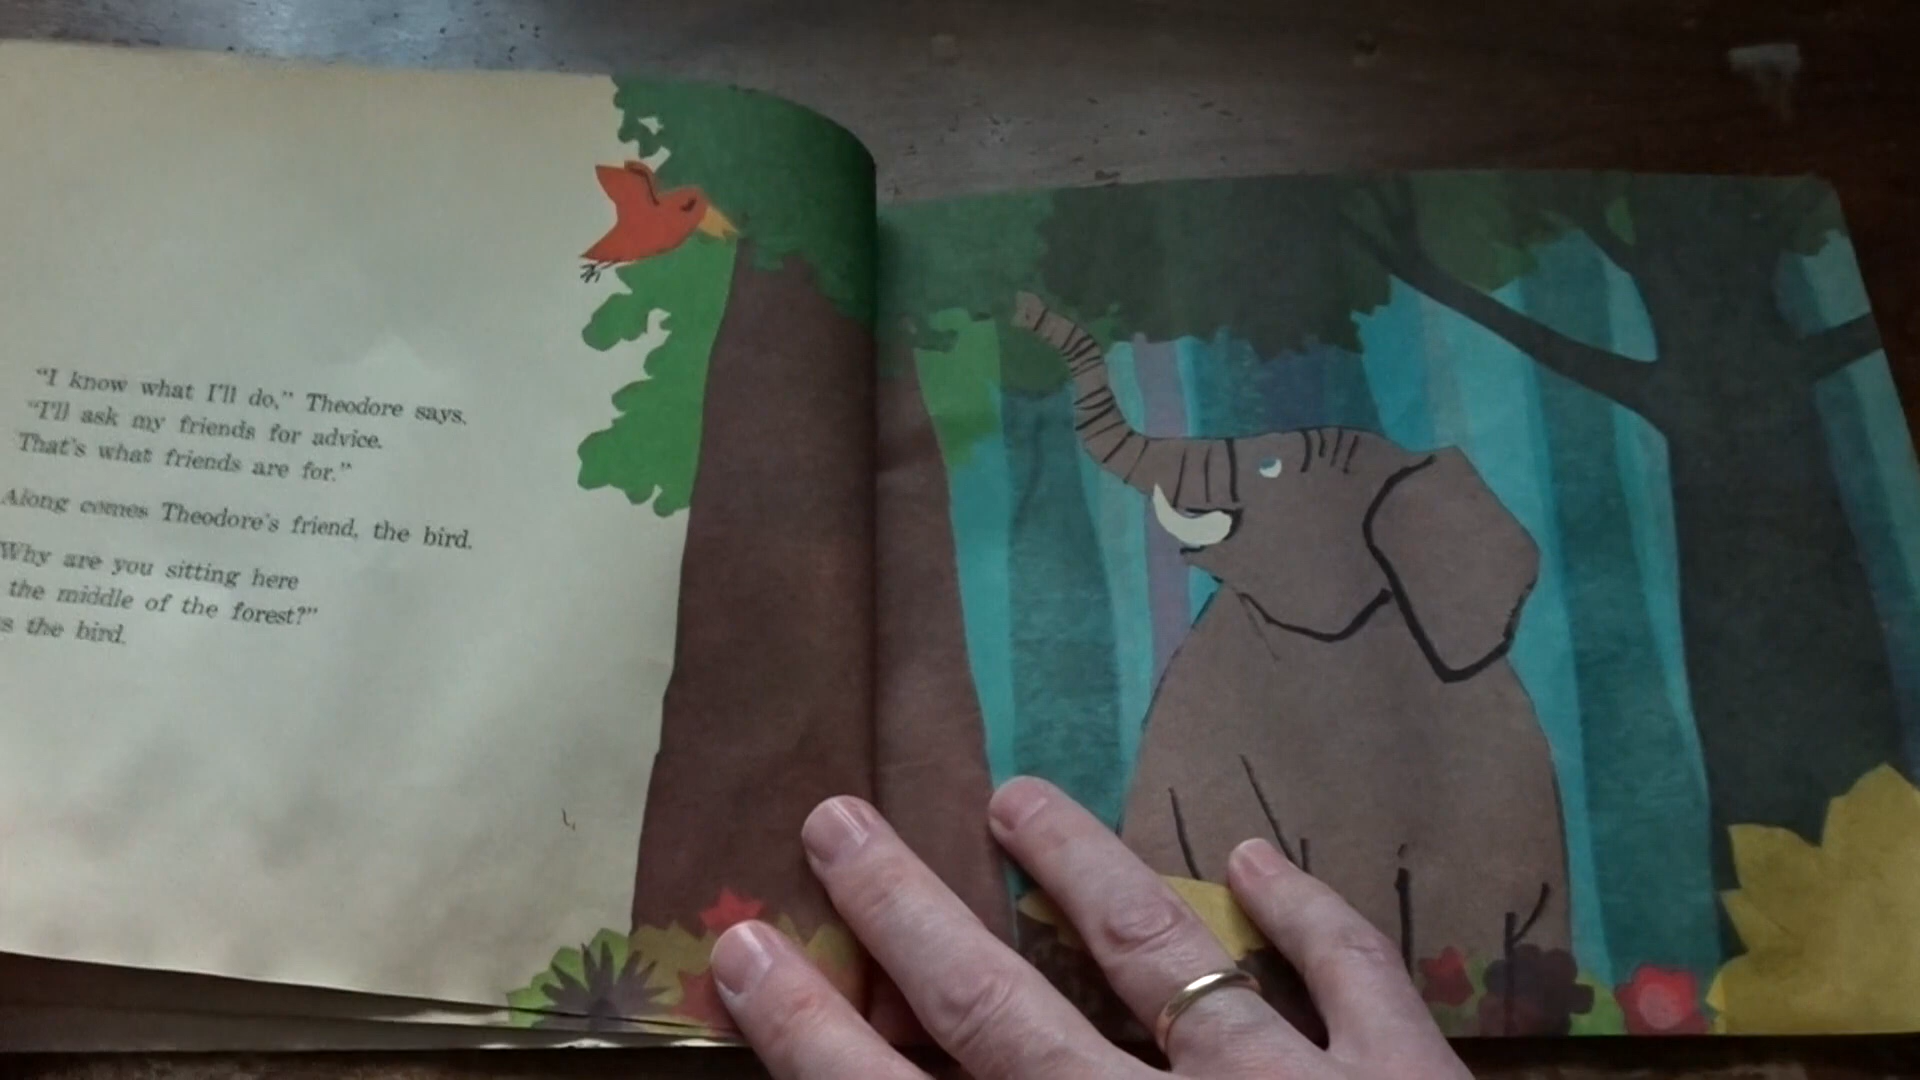 “I know what I'll do,” Theodore says.
“I'll ask my friends for advice.
That's what friends are for.”
Along comes Theodore's friend, the bird.
Why are you sitting here
the middle of the forest?”
s the bird.